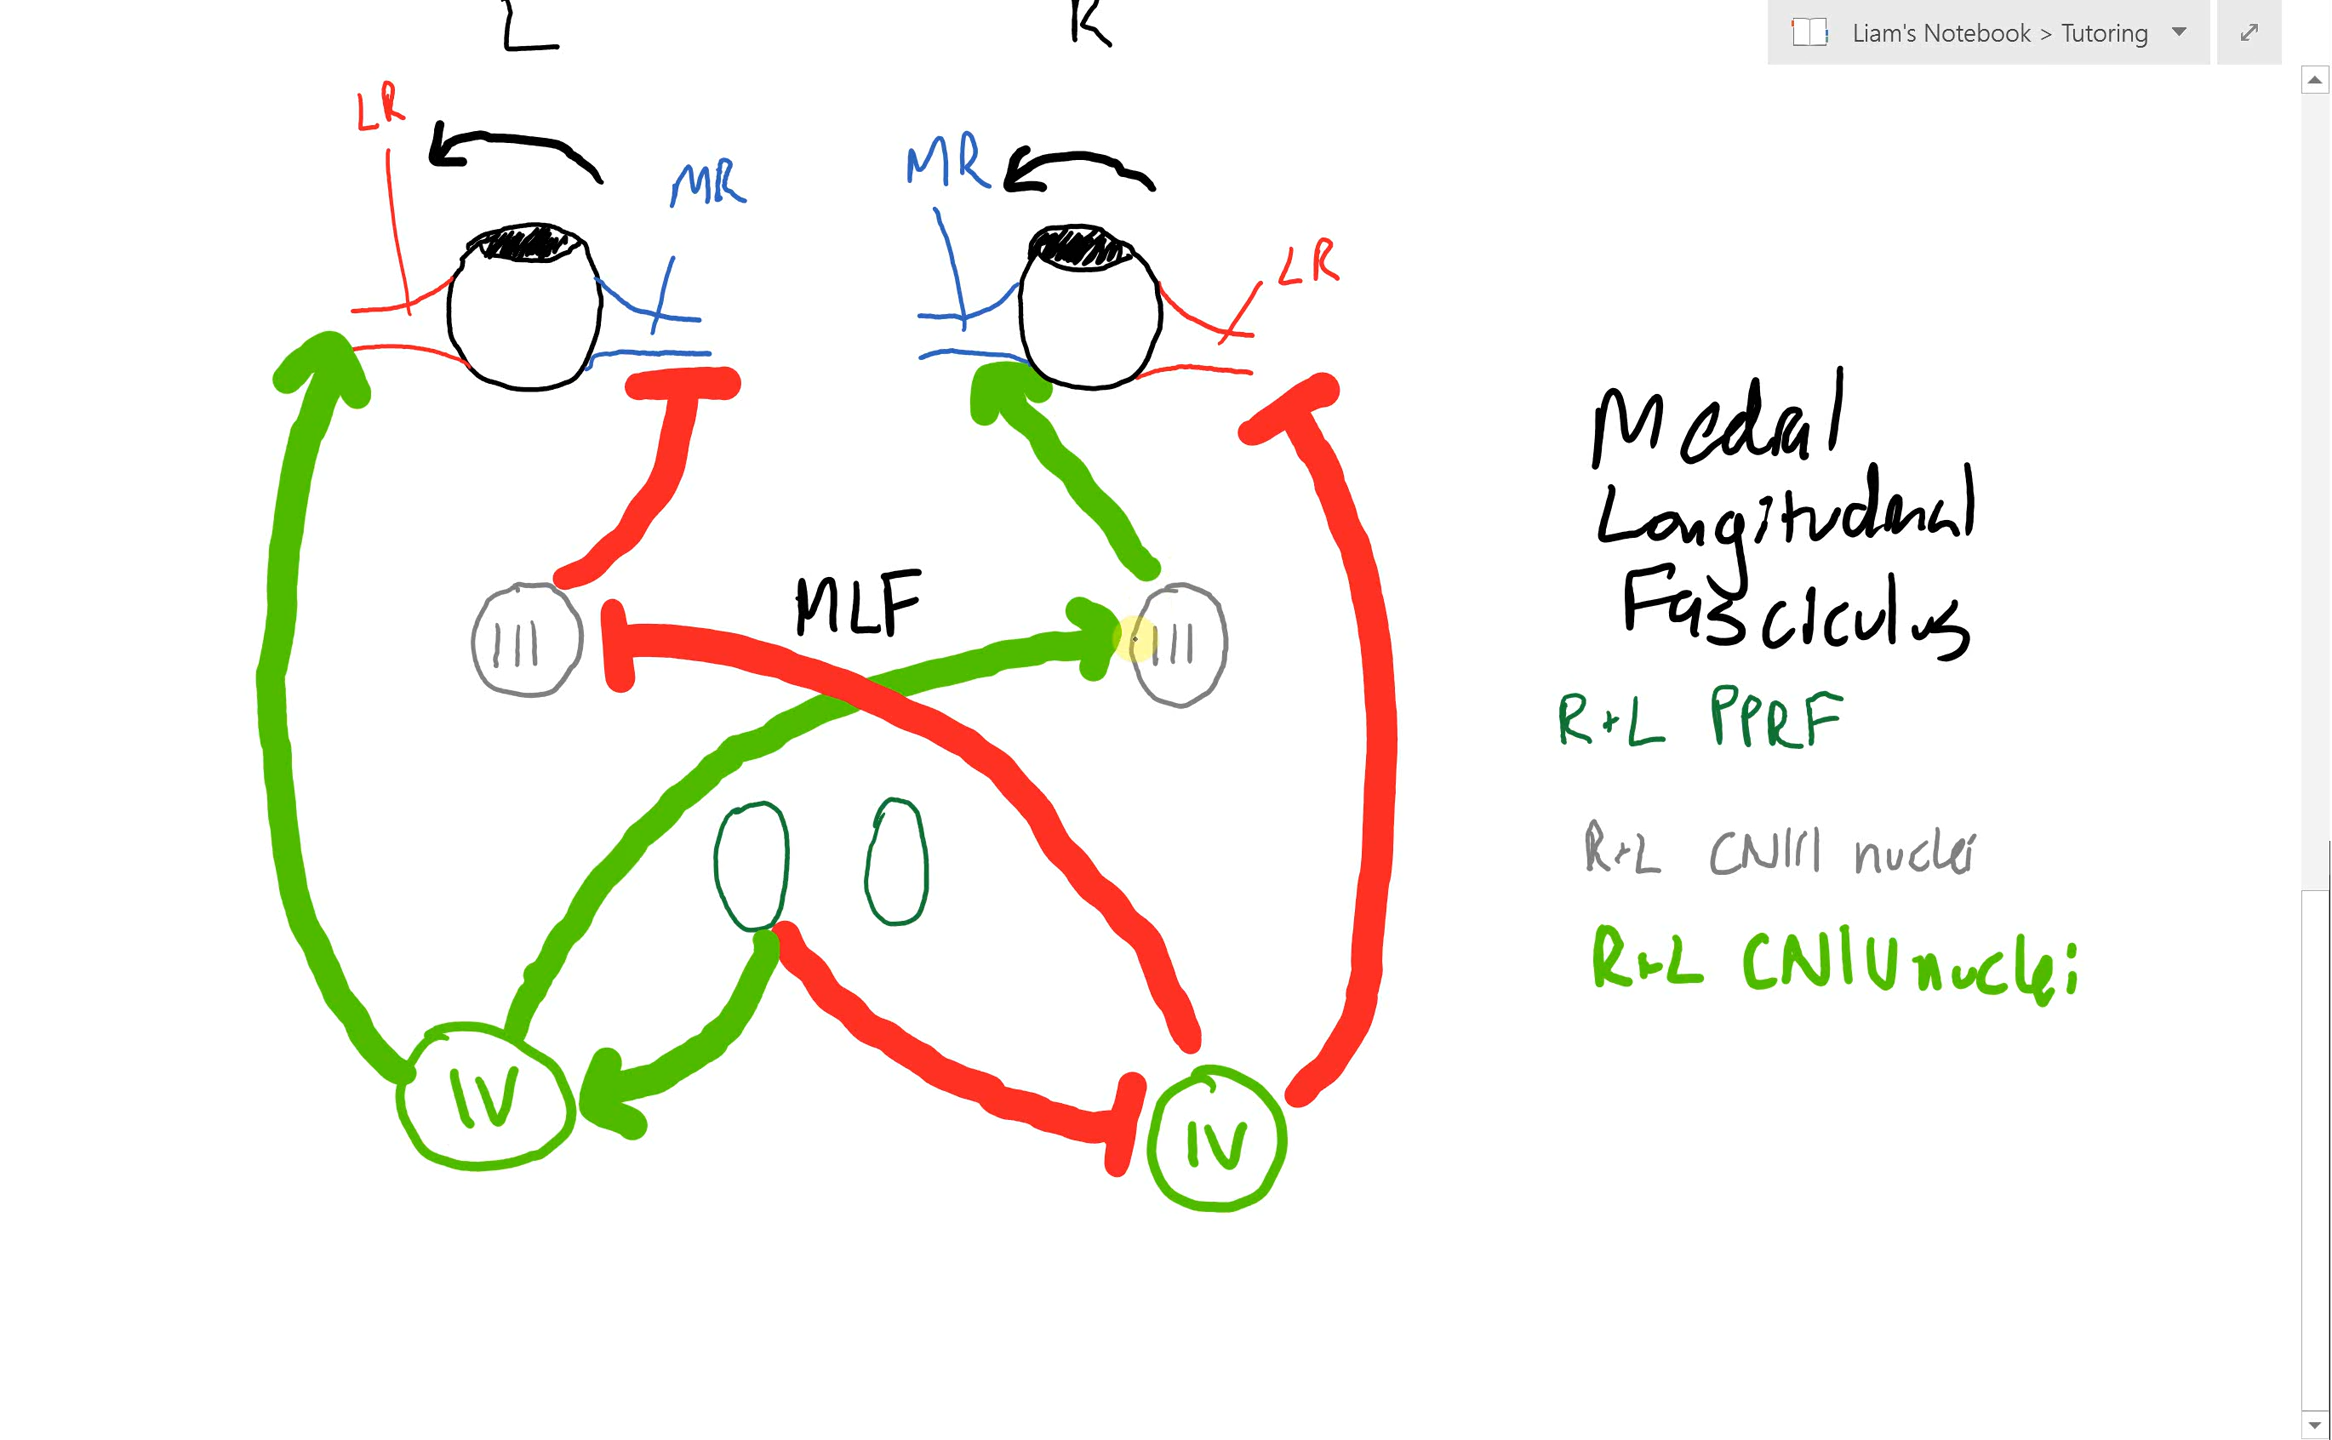 Liam's Notebook > Tutoring
L
R
LR
MR
MR
LR
MLF
III
III
IV
IV
Medial
Longitudinal
Fasciculus
R+L PPRF
R+L CNIII nuclei
R+L CNIV nuclei